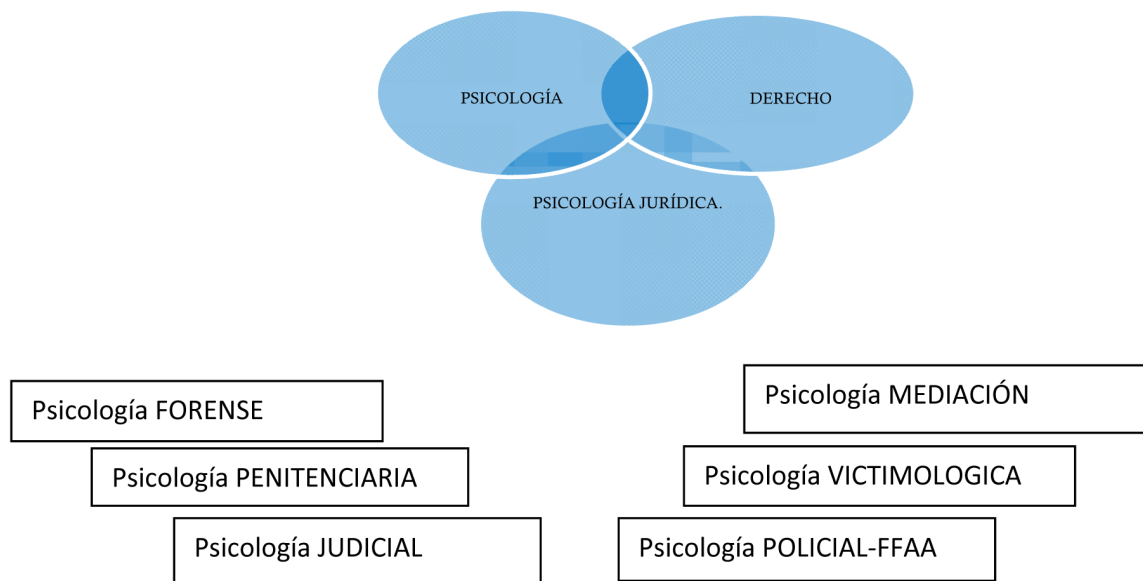 PSICOLOGÍA
DERECHO
PSICOLOGÍA JURÍDICA.
Psicología FORENSE
Psicología PENITENCIARIA
Psicología JUDICIAL
Psicología MEDIACIÓN
Psicología VICTIMOLOGICA
Psicología POLICIAL-FFAA